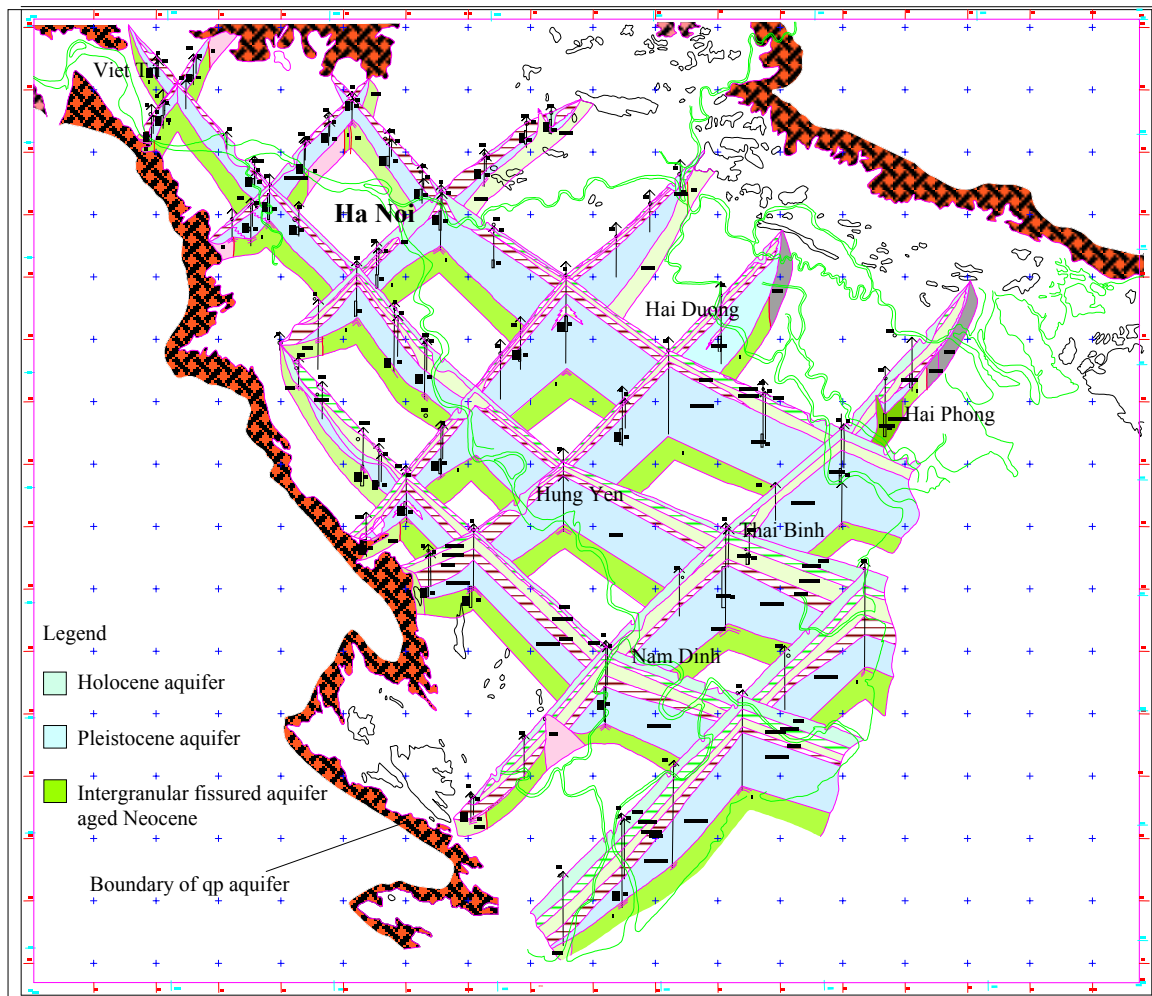 Viet Tri
Ha Noi
Hai Duong
Hai Phong
Hung Yen
Thai Binh
Nam Dinh
Legend
Holocene aquifer
Pleistocene aquifer
Intergranular fissured aquifer
aged Neocene
Boundary of qp aquifer